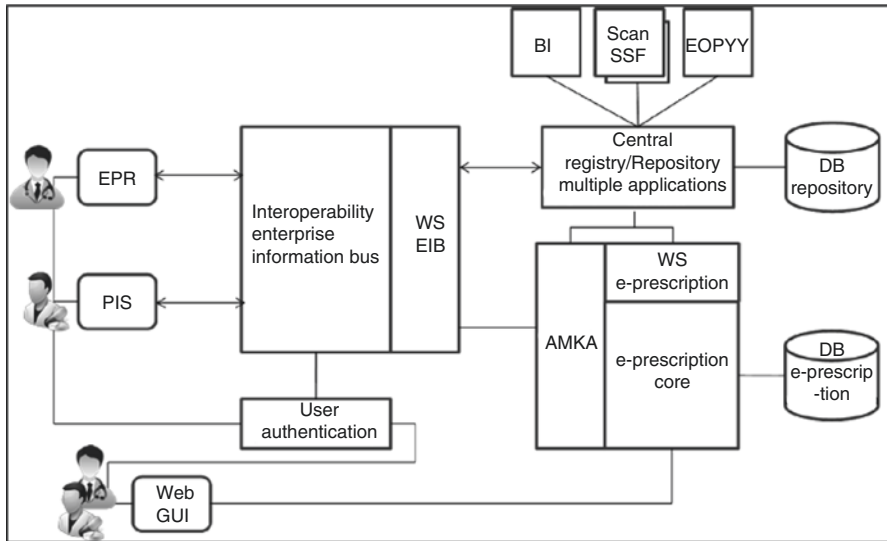 BI
Scan
SSF
EOPYY
EPR
Interoperability
enterprise
information bus
WS
EIB
Central
registry/Repository
multiple applications
DB
repository
PIS
WS
e-prescription
AMKA
e-prescription
core
DB
e-prescrip
-tion
User
authentication
Web
GUI